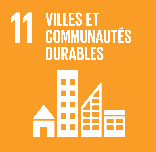 11 VILLES ET
COMMUNAUTÉS
DURABLES